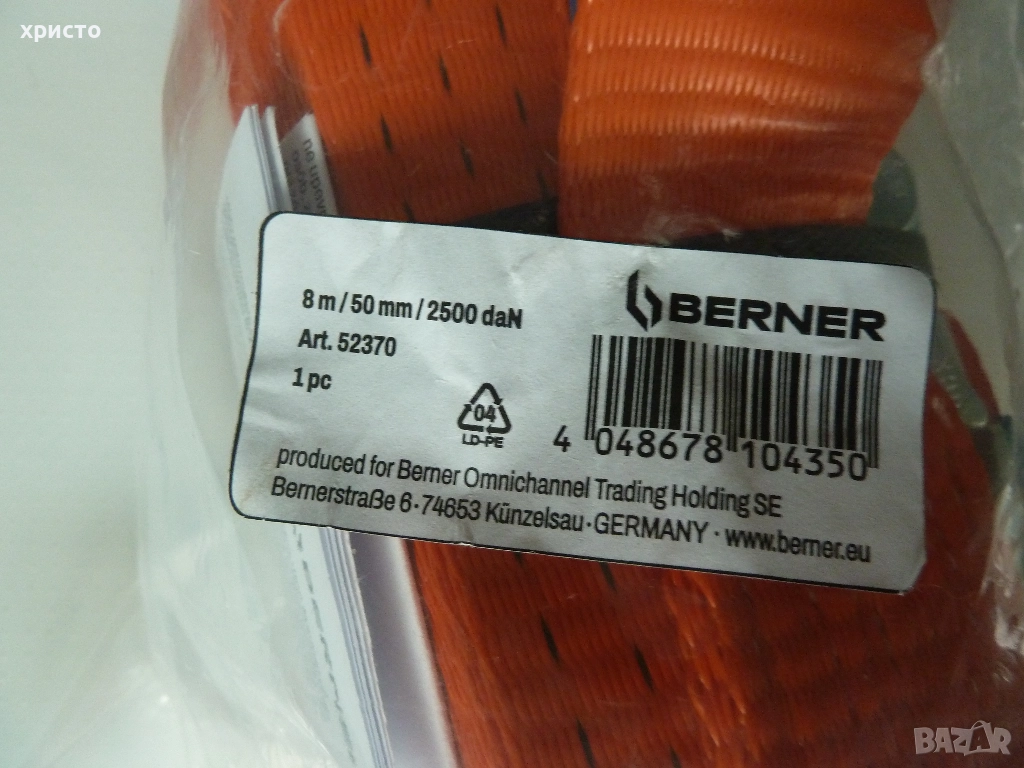 христо
8 m / 50 mm / 2500 daN
Art. 52370
1 pc
BERNER
04
LD-PE
4 048678 104350
produced for Berner Omnichannel Trading Holding SE
Bernerstraße 6 · 74653 Künzelsau · GERMANY · www.berner.eu
BAZAR